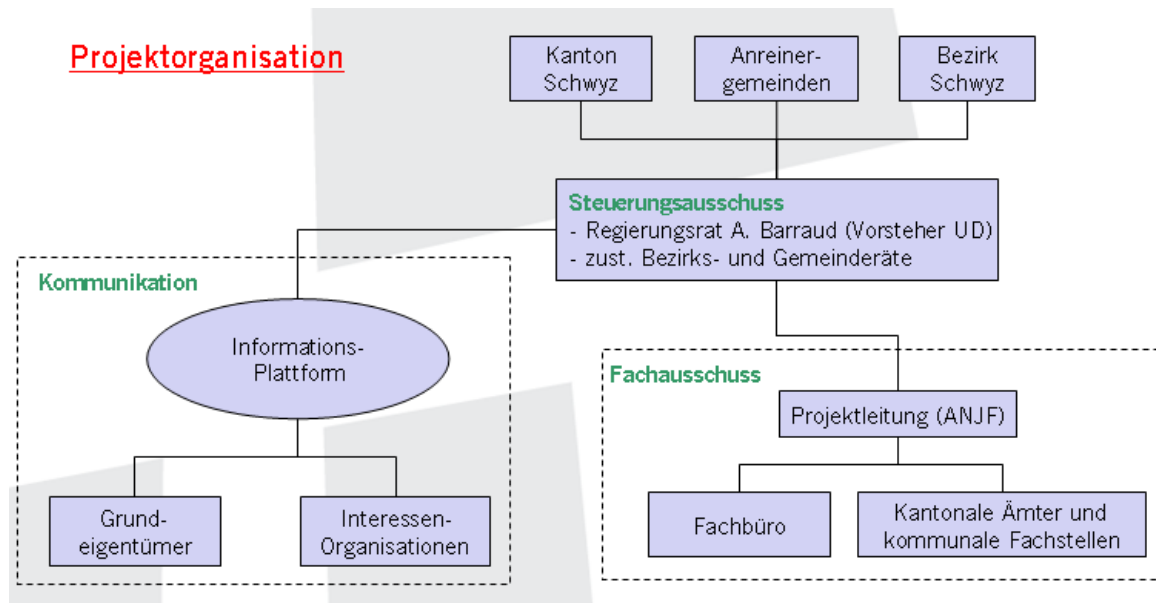 Projektorganisation
Kanton
Schwyz
Anreiner-
gemeinden
Bezirk
Schwyz
Steuerungsausschuss
- Regierungsrat A. Barraud (Vorsteher UD)
- zust. Bezirks- und Gemeinderäte
Kommunikation
Informations-
Plattform
Grund-
eigentümer
Interessen-
Organisationen
Fachausschuss
Projektleitung (ANJF)
Fachbüro
Kantonale Ämter und
kommunale Fachstellen